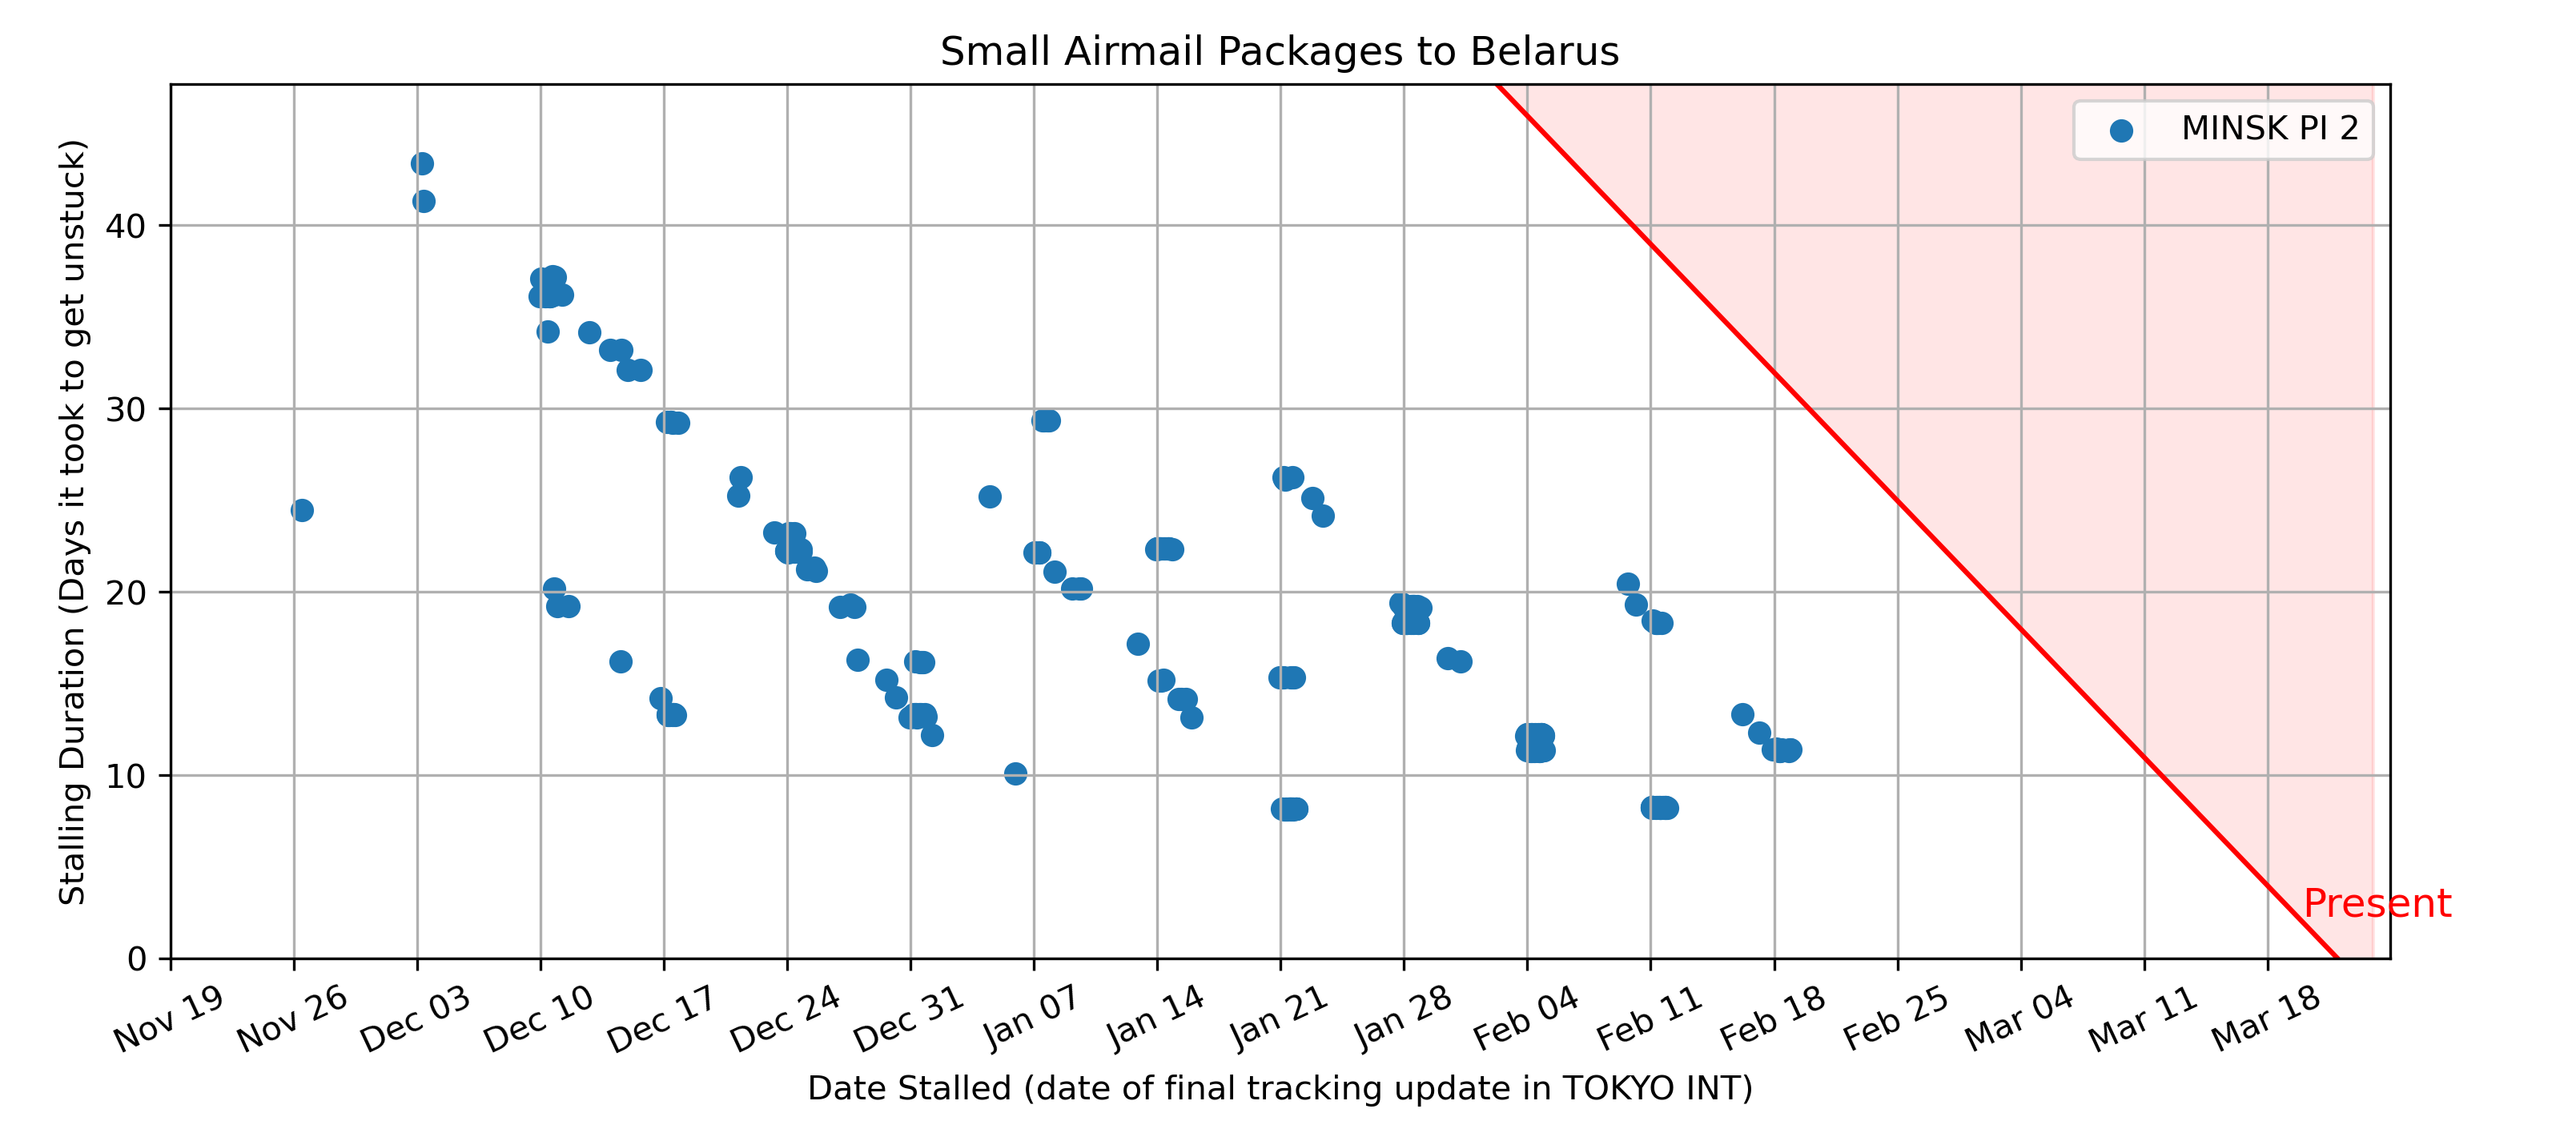 Small Airmail Packages to Belarus
MINSK PI 2
Stalling Duration (Days it took to get unstuck)
40
30
20
10
0
Present
Nov 19
Nov 26
Dec 03
Dec 10
Dec 17
Dec 24
Dec 31
Jan 07
Jan 14
Jan 21
Jan 28
Feb 04
Feb 11
Feb 18
Feb 25
Mar 04
Mar 11
Mar 18
Date Stalled (date of final tracking update in TOKYO INT)